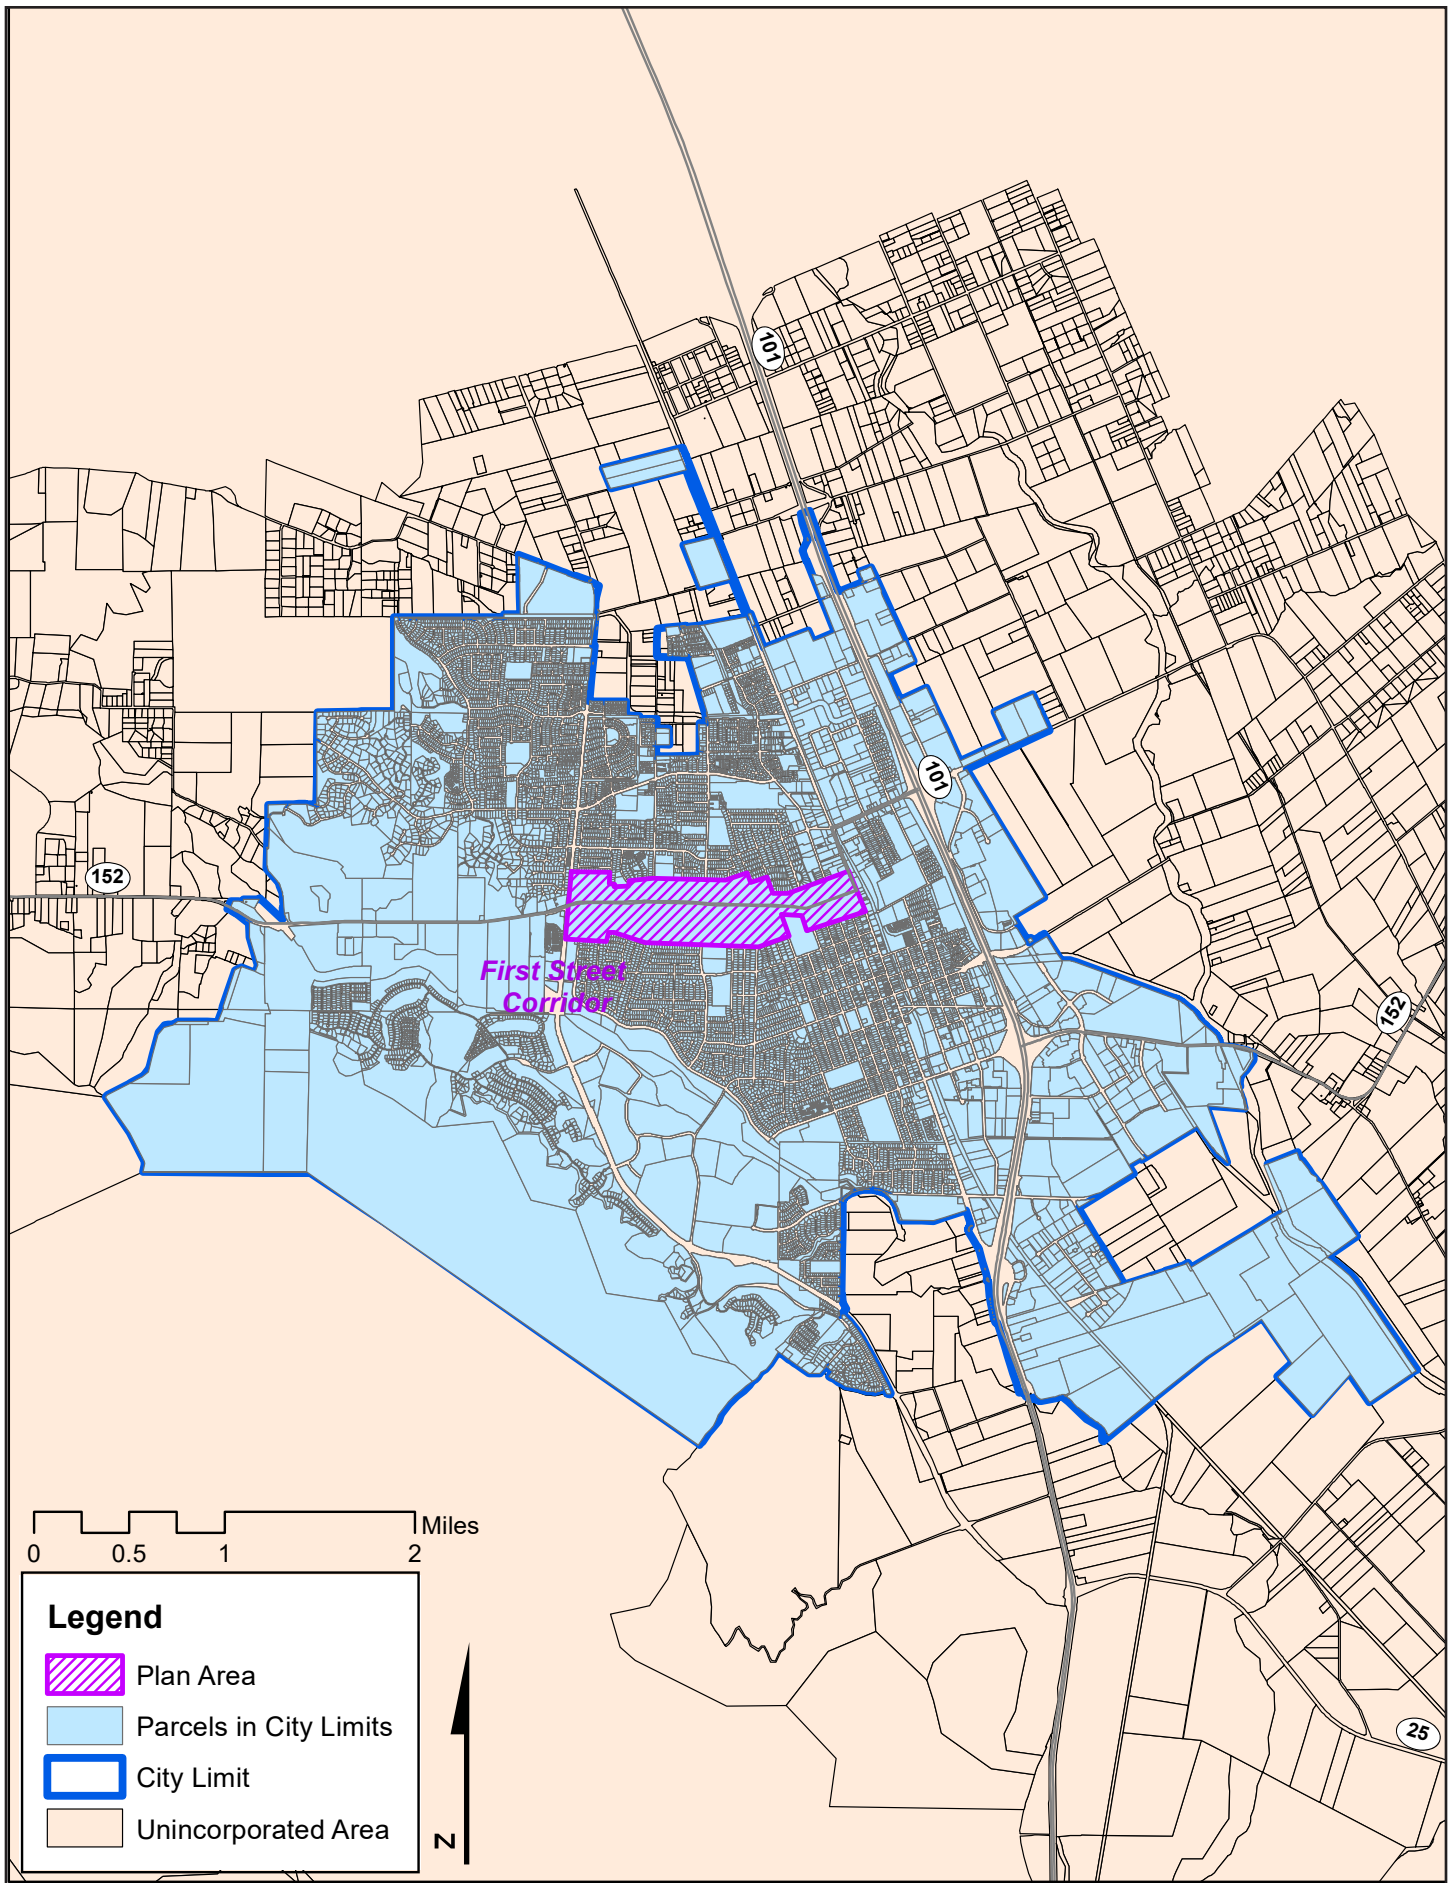 101
101
152
First Street
Corridor
152
Miles
0 0.5 1 2
Legend
Plan Area
Parcels in City Limits
City Limit
Unincorporated Area
N
25